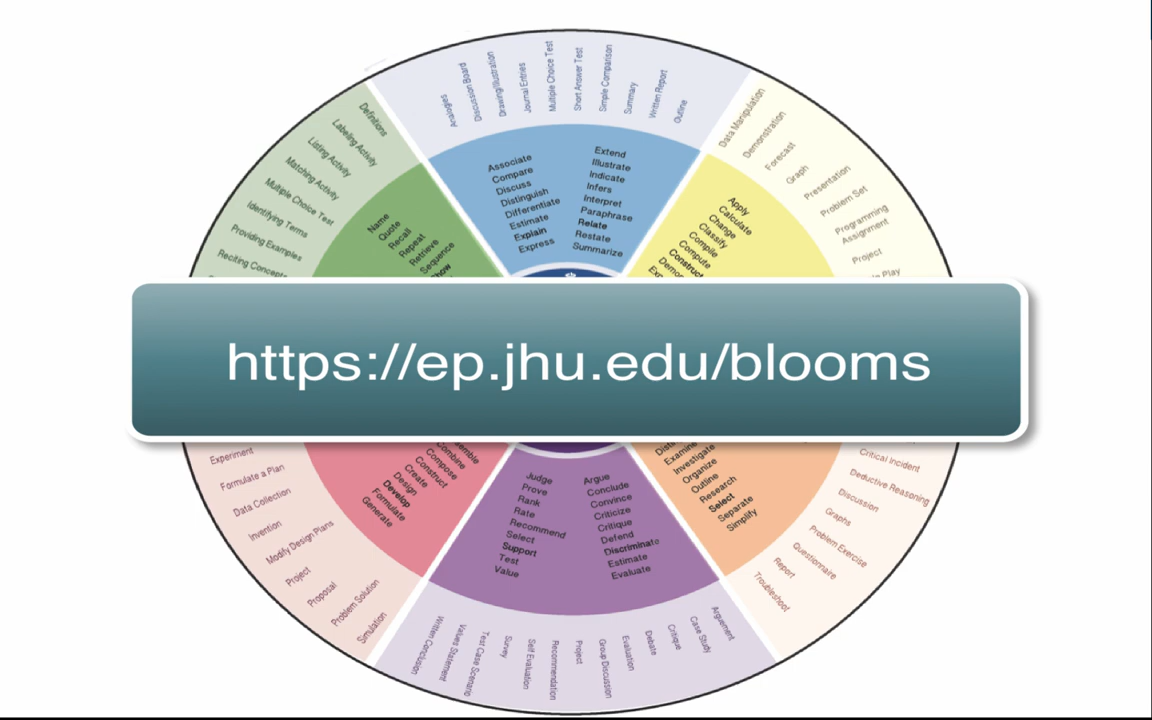 Analogies
Discussion Board
Drawing/Illustration
Journal Entries
Multiple Choice Test
Short Answer Test
Simple Comparison
Summary
Written Report
Outline
Associate
Compare
Discuss
Distinguish
Differentiate
Estimate
Explain
Express
Extend
Illustrate
Indicate
Infers
Interpret
Paraphrase
Relate
Restate
Summarize
Data Manipulation
Demonstration
Forecast
Graph
Presentation
Problem Set
Programming
Assignment
Project
Play
Apply
Calculate
Change
Classify
Compile
Compute
Construct
Definitions
Labeling Activity
Listing Activity
Matching Activity
Multiple Choice Test
Identifying Terms
Providing Examples
Reciting Concepts
Name
Quote
Recall
Repeat
Retrieve
Sequence
https://ep.jhu.edu/blooms
Examine
Investigate
Organize
Outline
Research
Select
Separate
Simplify
Critical Incident
Deductive Reasoning
Discussion
Graphs
Problem Exercise
Questionnaire
Report
Troubleshoot
Argue
Conclude
Convince
Criticize
Critique
Defend
Discriminate
Estimate
Evaluate
Judge
Prove
Rank
Rate
Recommend
Select
Support
Test
Value
Arguement
Case Study
Critique
Debate
Evaluation
Group Discussion
Project
Recommendation
Self Evaluation
Survey
Test Case Scenario
Values Statement
Written Conclusion
Combine
Compose
Construct
Create
Design
Develop
Formulate
Generate
Experiment
Formulate a Plan
Data Collection
Invention
Modify Design Plans
Project
Proposal
Problem Solution
Simulation